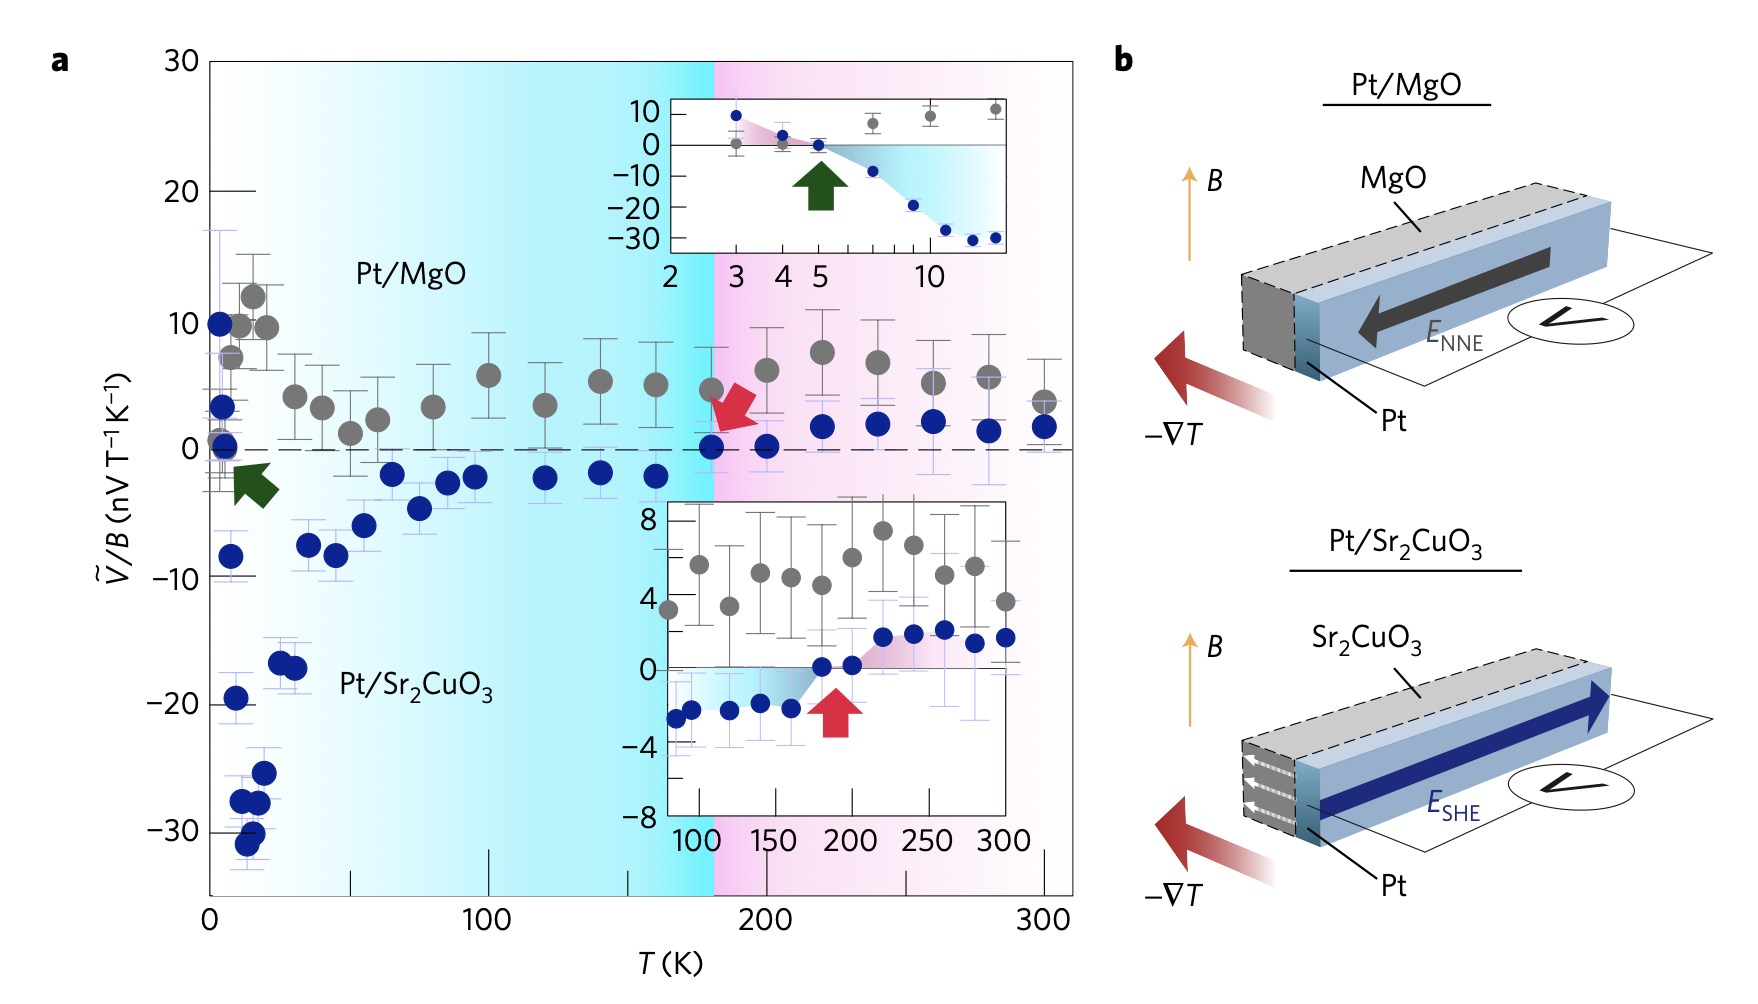 a
30
20
10
0
−10
−20
−30
Ṽ/B (nV T⁻¹ K⁻¹)
0
100
200
300
T (K)
Pt/MgO
Pt/Sr₂CuO₃
10
0
−10
−20
−30
2
3
4
5
10
8
4
0
−4
−8
100
150
200
250
300
b
Pt/MgO
B
MgO
E_NNE
V
−∇T
Pt
Pt/Sr₂CuO₃
B
Sr₂CuO₃
E_SHE
V
−∇T
Pt